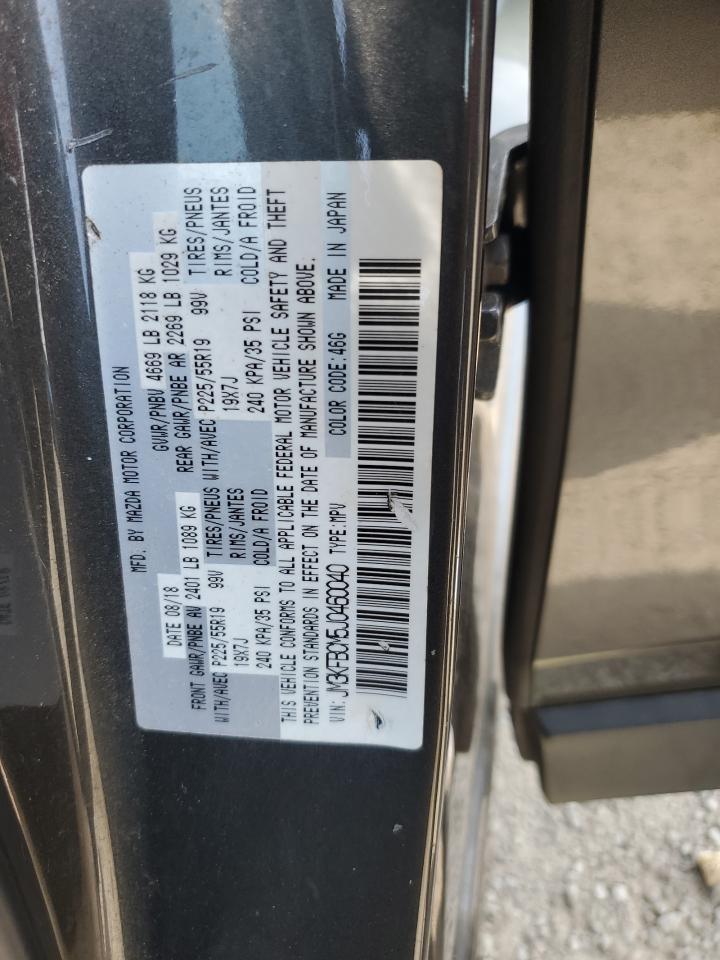 MFD. BY MAZDA MOTOR CORPORATION
DATE 08/18 GVWR/PNBV 4669 LB 2118 KG
FRONT GAWR/PNBE AV 2401 LB 1089 KG REAR GAWR/PNBE AR 2269 LB 1029 KG
WITH/AVEC P225/55R19 99V TIRES/PNEUS WITH/AVEC P225/55R19 99V TIRES/PNEUS
19X7J RIMS/JANTES 19X7J RIMS/JANTES
240 KPA/35 PSI COLD/A FROID 240 KPA/35 PSI COLD/A FROID
THIS VEHICLE CONFORMS TO ALL APPLICABLE FEDERAL MOTOR VEHICLE SAFETY AND THEFT
PREVENTION STANDARDS IN EFFECT ON THE DATE OF MANUFACTURE SHOWN ABOVE.
VIN: JM3KFBCM5J0460040 TYPE:MPV COLOR CODE:46G MADE IN JAPAN